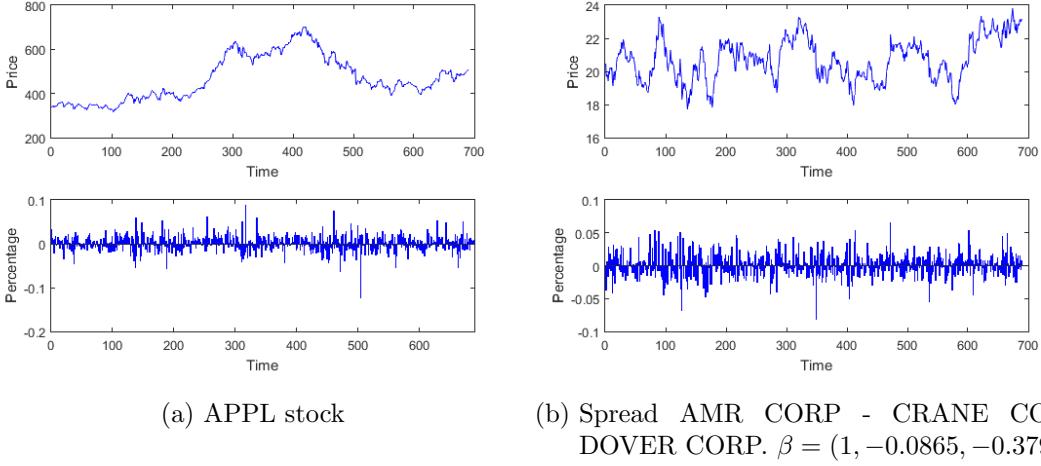 800
600
400
200
Price
0 100 200 300 400 500 600 700
Time
0.1
0
-0.1
-0.2
Percentage
0 100 200 300 400 500 600
Time
(a) APPL stock
24
22
20
18
16
Price
0 100 200 300 400 500 600 700
Time
0.1
0.05
0
-0.05
-0.1
Percentage
0 100 200 300 400 500 600 700
Time
(b) Spread AMR CORP - CRANE CO
DOVER CORP. β = (1, −0.0865, −0.379